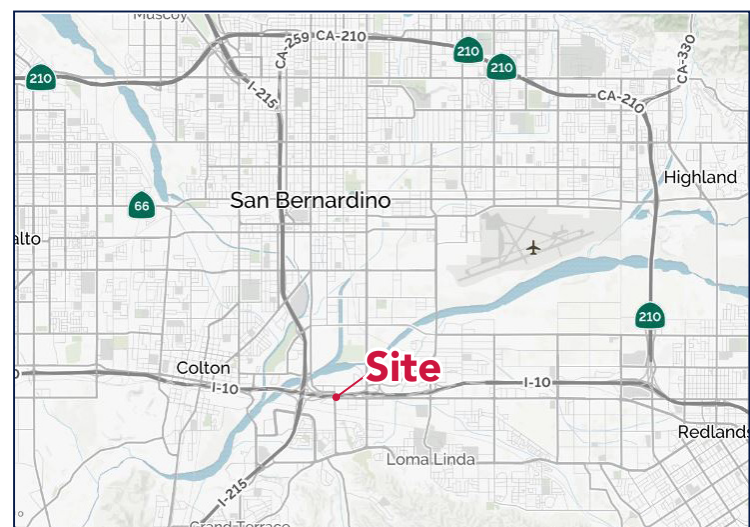 Muscoy
CA-259
CA-210
210
210
CA-330
210
I-215
CA-210
Highland
66
San Bernardino
alto
210
Site
Colton
I-10
I-10
Redlands
Loma Linda
I-215
Grand Terrace